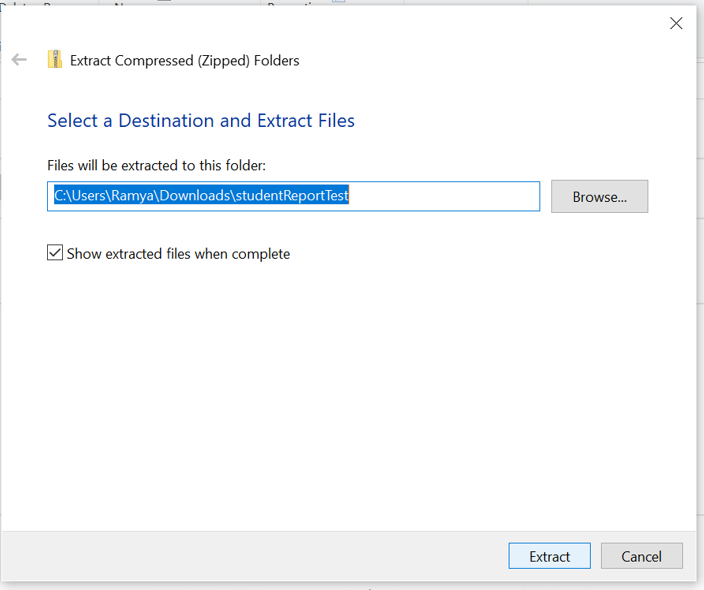 Extract Compressed (Zipped) Folders
Select a Destination and Extract Files
Files will be extracted to this folder:
C:\Users\Ramya\Downloads\studentReportTest
Browse...
Show extracted files when complete
Extract
Cancel